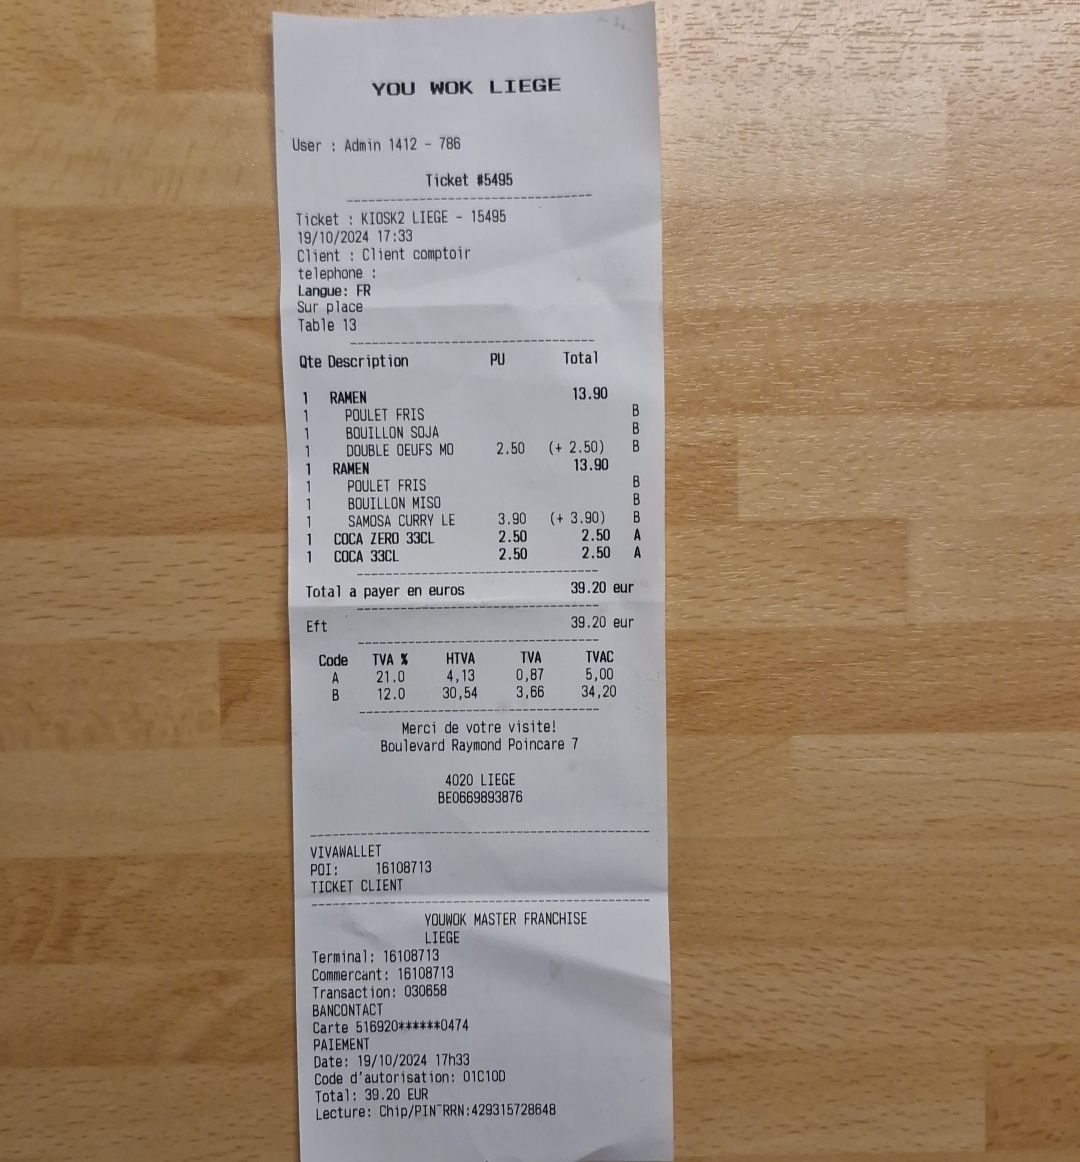 YOU WOK LIEGE
User : Admin 1412 - 786
Ticket #5495
Ticket : KIOSK2 LIEGE - 15495
19/10/2024 17:33
Client : Client comptoir
telephone :
Langue: FR
Sur place
Table 13
Qte Description PU Total
1 RAMEN 13.90
1 POULET FRIS B
1 BOUILLON SOJA B
1 DOUBLE OEUFS MO 2.50 (+ 2.50) B
1 RAMEN 13.90
1 POULET FRIS B
1 BOUILLON MISO B
1 SAMOSA CURRY LE 3.90 (+ 3.90) B
1 COCA ZERO 33CL 2.50 2.50 A
1 COCA 33CL 2.50 2.50 A
Total a payer en euros 39.20 eur
Eft 39.20 eur
Code TVA % HTVA TVA TVAC
A 21.0 4,13 0,87 5,00
B 12.0 30,54 3,66 34,20
Merci de votre visite!
Boulevard Raymond Poincare 7
4020 LIEGE
BE0669893876
VIVAWALLET
POI: 16108713
TICKET CLIENT
YOUWOK MASTER FRANCHISE
LIEGE
Terminal: 16108713
Commercant: 16108713
Transaction: 030658
BANCONTACT
Carte 516920******0474
PAIEMENT
Date: 19/10/2024 17h33
Code d'autorisation: 01C10D
Total: 39.20 EUR
Lecture: Chip/PIN RRN:429315728648